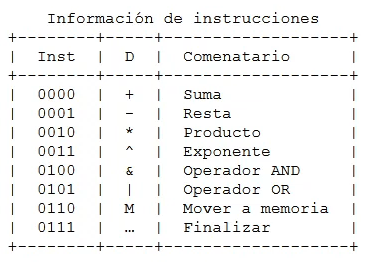 Información de instrucciones
+--------+-----+-------------------+
|  Inst  |  D  |  Comenatario      |
+--------+-----+-------------------+
|  0000  |  +  |  Suma             |
|  0001  |  -  |  Resta            |
|  0010  |  *  |  Producto         |
|  0011  |  ^  |  Exponente        |
|  0100  |  &  |  Operador AND     |
|  0101  |  |  |  Operador OR      |
|  0110  |  M  |  Mover a memoria  |
|  0111  |  …  |  Finalizar        |
+--------+-----+-------------------+